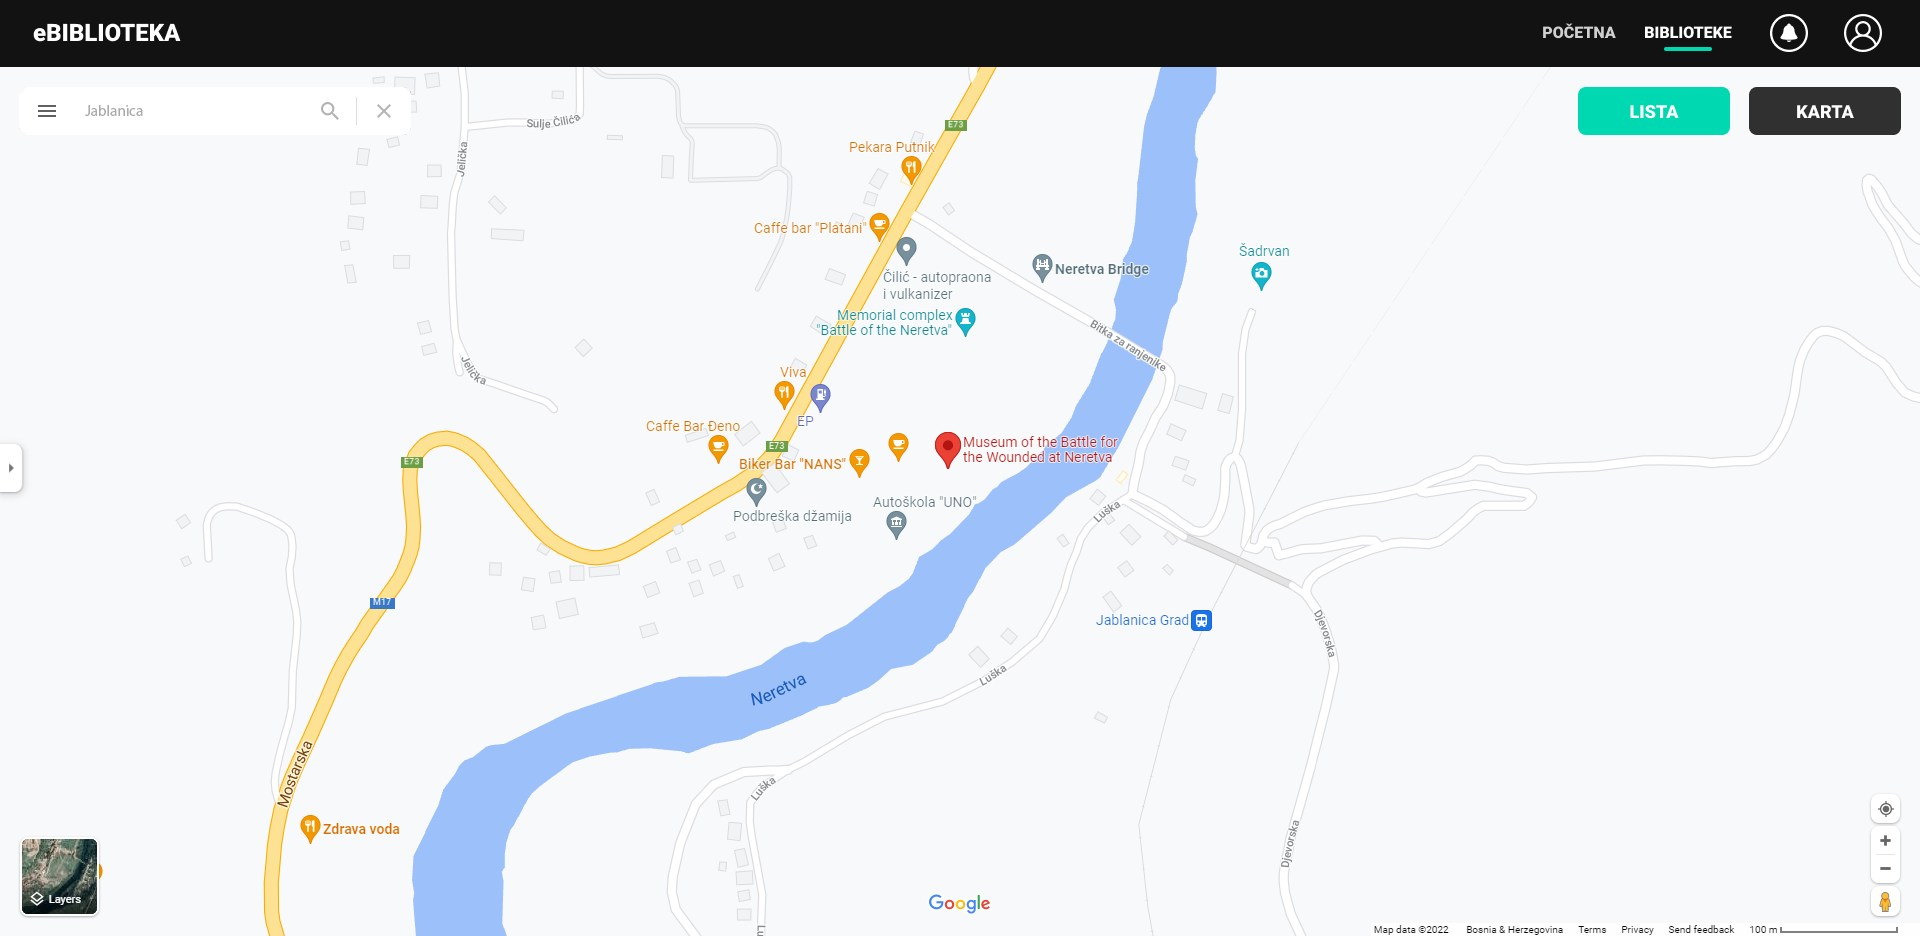 eBIBLIOTEKA
POČETNA
BIBLIOTEKE
Jablanica
LISTA
KARTA
Sulje Čilića
E73
Jelička
Pekara Putnik
Caffe bar "Platani"
Čilić - autopraona
i vulkanizer
Neretva Bridge
Šadrvan
Memorial complex
"Battle of the Neretva"
Bitka za ranjenike
Jelička
Viva
EP
Caffe Bar Đeno
E73
E73
Biker Bar "NANS"
Museum of the Battle for
the Wounded at Neretva
Podbreška džamija
Autoškola "UNO"
Luška
M17
Jablanica Grad
Djevorska
Luška
Neretva
Mostarska
Luška
Zdrava voda
Djevorska
Layers
Google
Map data ©2022
Bosnia & Herzegovina
Terms
Privacy
Send feedback
100 m